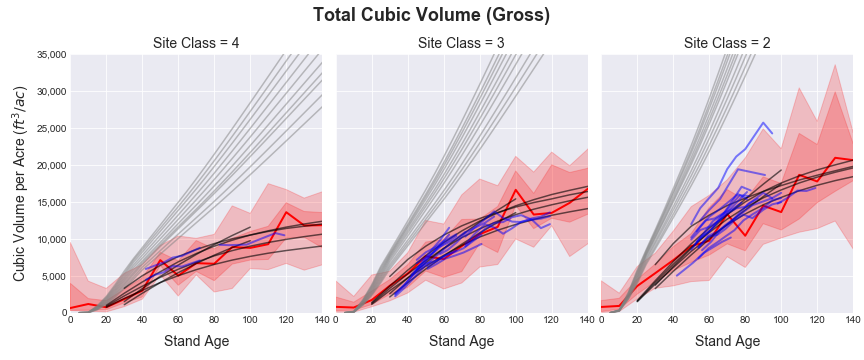 Total Cubic Volume (Gross)
Site Class = 4
Site Class = 3
Site Class = 2
Cubic Volume per Acre (ft³/ac)
35,000
30,000
25,000
20,000
15,000
10,000
5,000
0
0 20 40 60 80 100 120 140
0 20 40 60 80 100 120 140
0 20 40 60 80 100 120 140
Stand Age
Stand Age
Stand Age